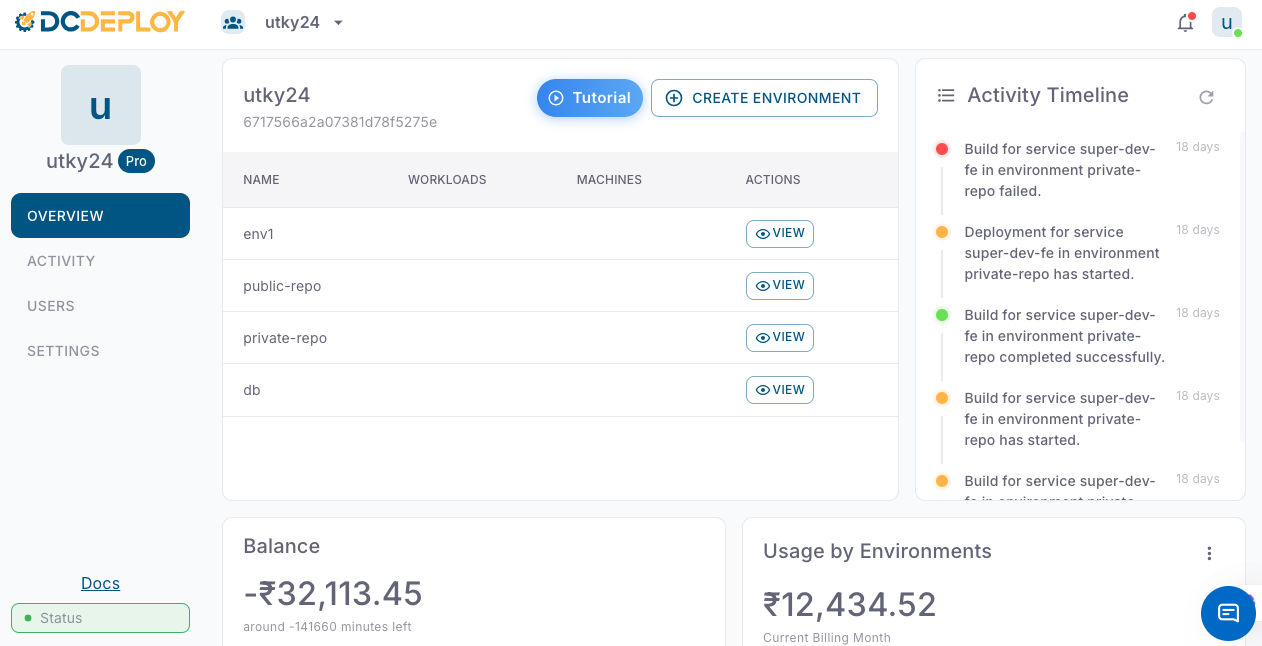 DCDEPLOY
utky24
u
u
utky24 Pro
OVERVIEW
ACTIVITY
USERS
SETTINGS
Docs
Status
utky24
6717566a2a07381d78f5275e
Tutorial
CREATE ENVIRONMENT
NAME WORKLOADS MACHINES ACTIONS
env1 VIEW
public-repo VIEW
private-repo VIEW
db VIEW
Activity Timeline
Build for service super-dev- 18 days
fe in environment private-
repo failed.
Deployment for service 18 days
super-dev-fe in environment
private-repo has started.
Build for service super-dev- 18 days
fe in environment private-
repo completed successfully.
Build for service super-dev- 18 days
fe in environment private-
repo has started.
Build for service super-dev- 18 days
fe in environment private-
Balance
-₹32,113.45
around -141660 minutes left
Usage by Environments
₹12,434.52
Current Billing Month